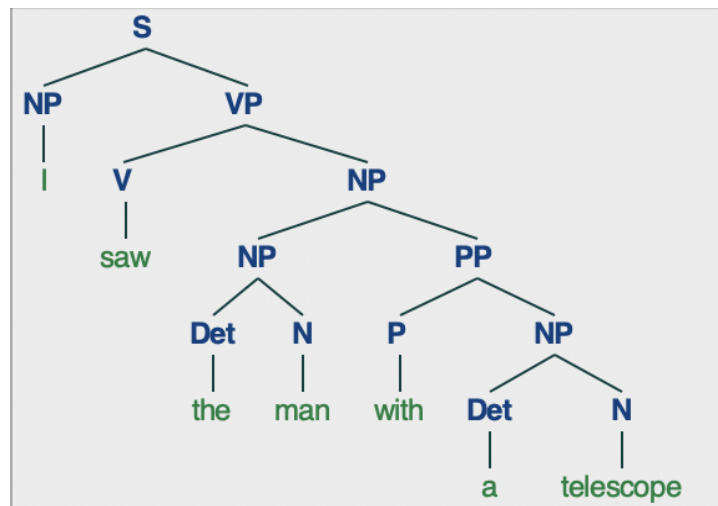 S
NP VP
I V NP
saw NP PP
Det N P NP
the man with Det N
a telescope